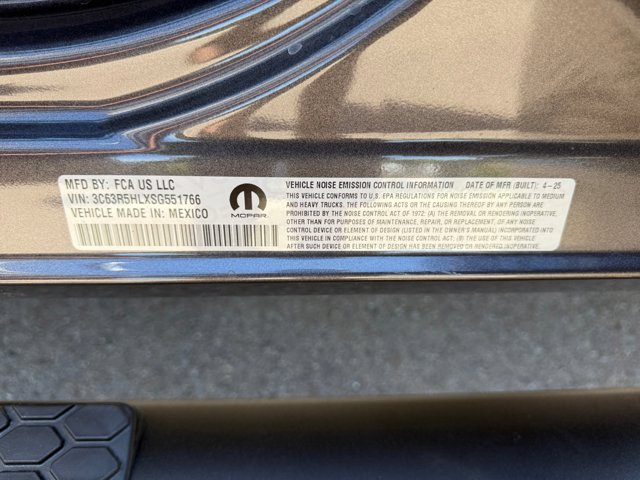 MFD BY: FCA US LLC
VIN: 3C63R5HLXSG551766
VEHICLE MADE IN: MEXICO
MOPAR
VEHICLE NOISE EMISSION CONTROL INFORMATION DATE OF MFR (BUILT): 4-25
THIS VEHICLE CONFORMS TO U.S. EPA REGULATIONS FOR NOISE EMISSION APPLICABLE TO MEDIUM
AND HEAVY TRUCKS. THE FOLLOWING ACTS OR THE CAUSING THEREOF BY ANY PERSON ARE
PROHIBITED BY THE NOISE CONTROL ACT OF 1972. (A) THE REMOVAL OR RENDERING INOPERATIVE,
OTHER THAN FOR PURPOSES OF MAINTENANCE, REPAIR, OR REPLACEMENT, OF ANY NOISE
CONTROL DEVICE OR ELEMENT OF DESIGN (LISTED IN THE OWNER'S MANUAL) INCORPORATED INTO
THIS VEHICLE IN COMPLIANCE WITH THE NOISE CONTROL ACT; (B) THE USE OF THIS VEHICLE
AFTER SUCH DEVICE OR ELEMENT OF DESIGN HAS BEEN REMOVED OR RENDERED INOPERATIVE.